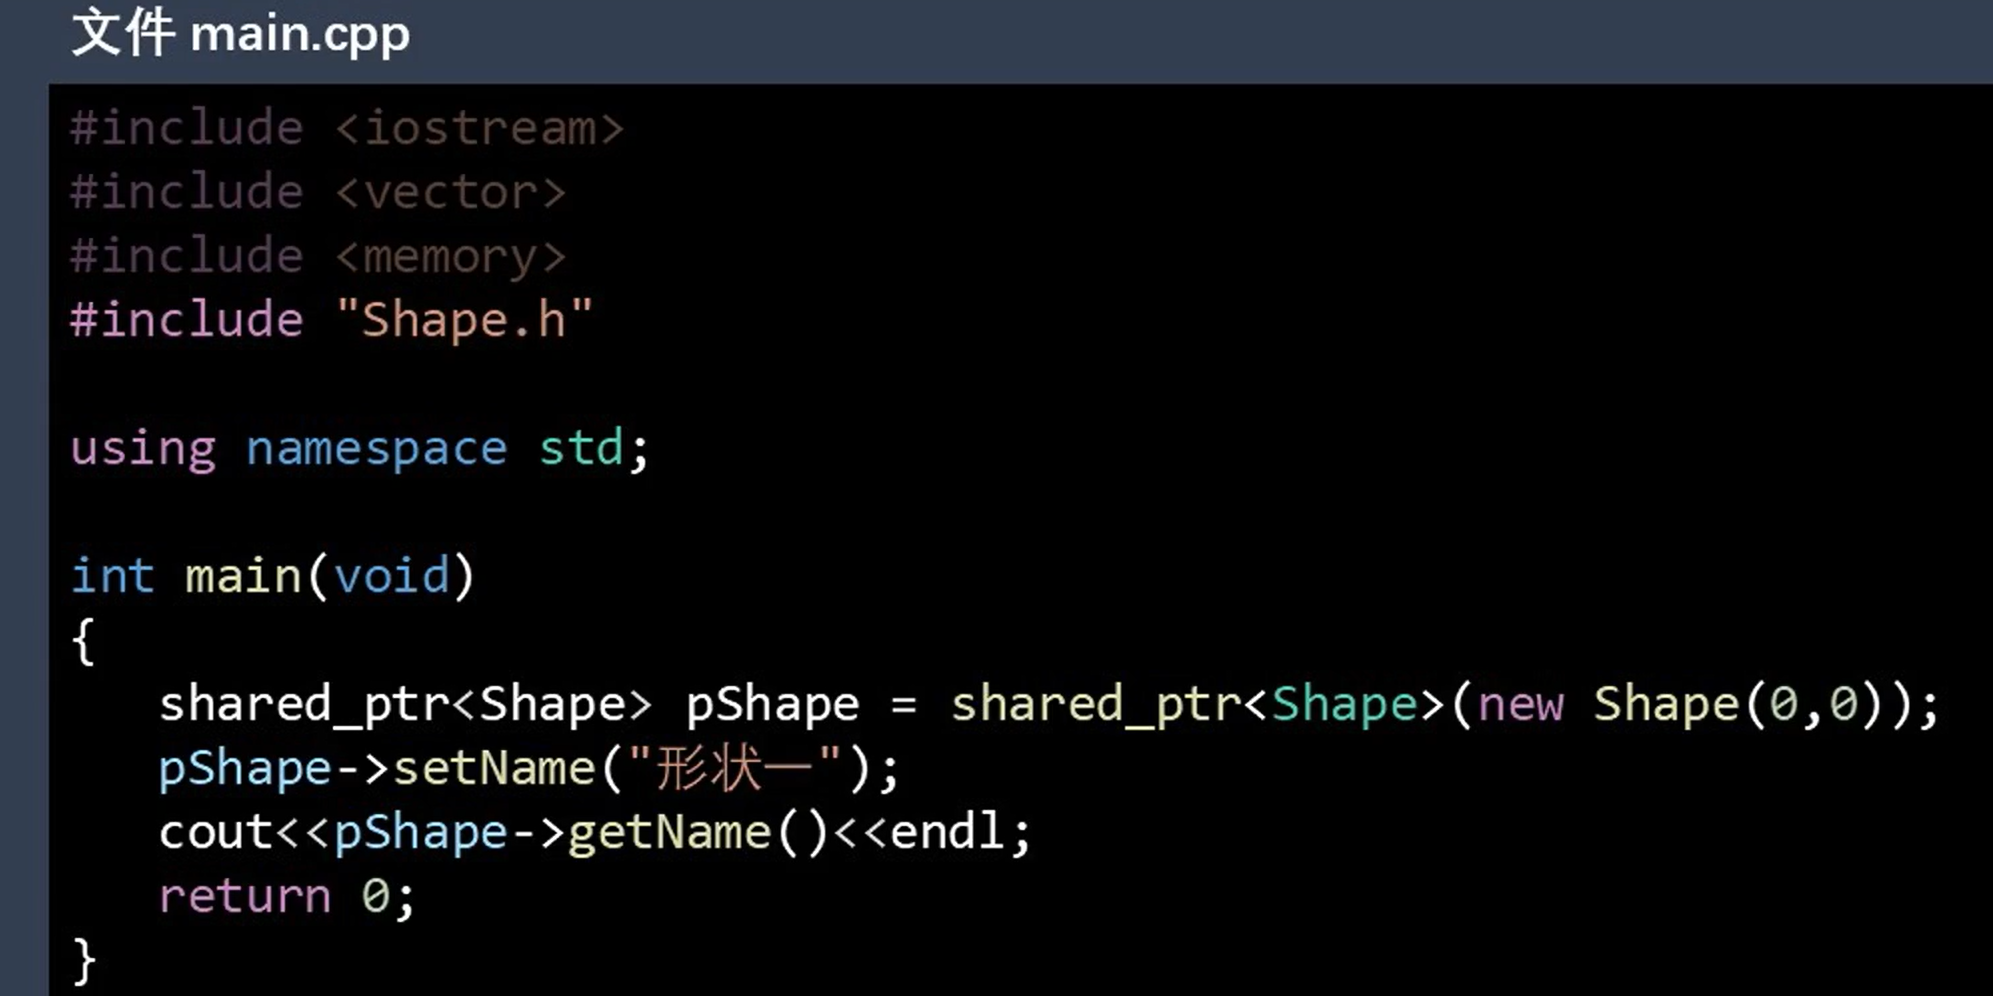 文件 main.cpp
#include <iostream>
#include <vector>
#include <memory>
#include "Shape.h"
using namespace std;
int main(void)
{
shared_ptr<Shape> pShape = shared_ptr<Shape>(new Shape(0,0));
pShape->setName("形状一");
cout<<pShape->getName()<<endl;
return 0;
}